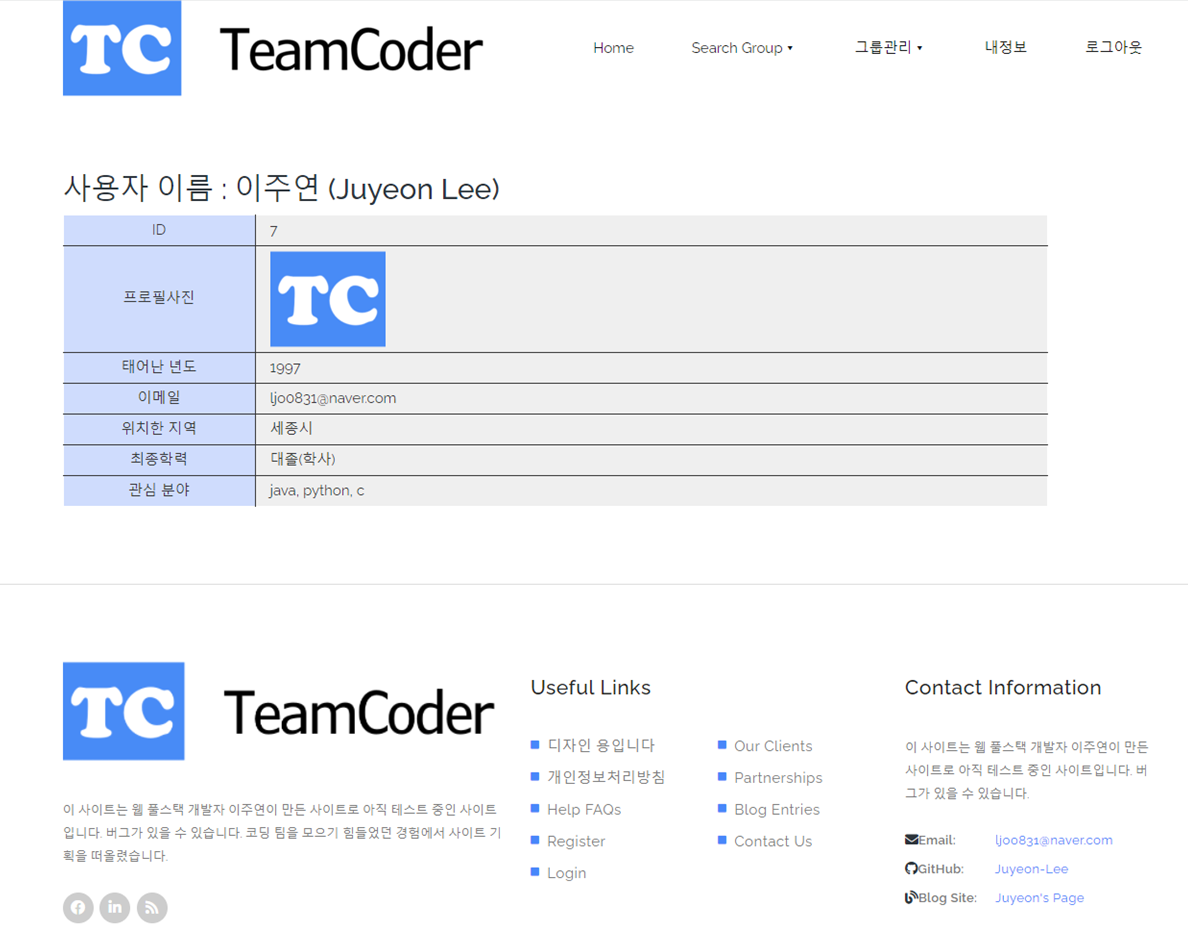 TC TeamCoder Home Search Group ▾ 그룹관리 ▾ 내정보 로그아웃
사용자 이름 : 이주연 (Juyeon Lee)
ID 7
프로필사진 TC
태어난 년도 1997
이메일 ljoo831@naver.com
위치한 지역 세종시
최종학력 대졸(학사)
관심 분야 java, python, c
TC TeamCoder
이 사이트는 웹 풀스택 개발자 이주연이 만든 사이트로 아직 테스트 중인 사이트
입니다. 버그가 있을 수 있습니다. 코딩 팀을 모으기 힘들었던 경험에서 사이트 기
획을 떠올렸습니다.
Useful Links
디자인 용입니다
개인정보처리방침
Help FAQs
Register
Login
Our Clients
Partnerships
Blog Entries
Contact Us
Contact Information
이 사이트는 웹 풀스택 개발자 이주연이 만든
사이트로 아직 테스트 중인 사이트입니다. 버
그가 있을 수 있습니다.
Email: ljoo831@naver.com
GitHub: Juyeon-Lee
Blog Site: Juyeon's Page